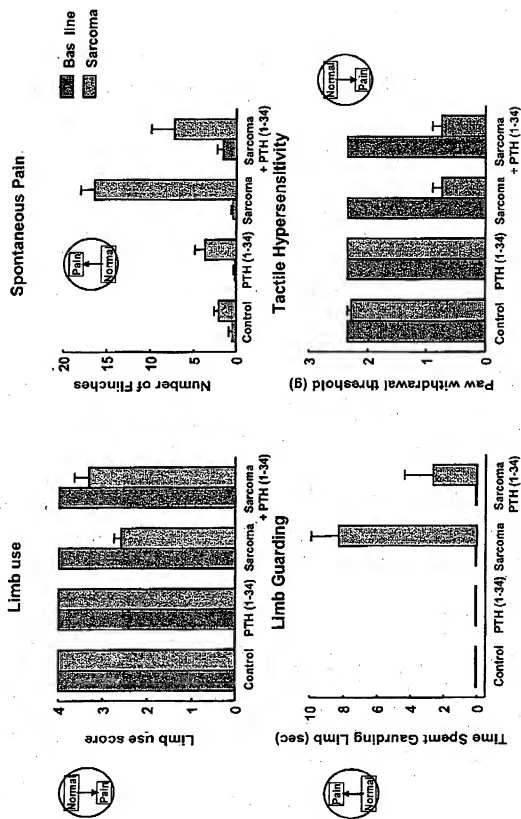 Limb use
Normal
Pain
Limb use score
4
3
2
1
0
Control PTH (1-34) Sarcoma Sarcoma
+ PTH (1-34)
Spontaneous Pain
Bas line
Sarcoma
Pain
Normal
Number of Flinches
20
15
10
5
0
Control PTH (1-34) Sarcoma Sarcoma
+ PTH (1-34)
Limb Guarding
Pain
Normal
Time Spemt Gaurding Limb (sec)
10
8
6
4
2
0
Control PTH (1-34) Sarcoma Sarcoma
PTH (1-34)
Tactile Hypersensitivity
Normal
Pain
Paw withdrawal threshold (g)
3
2
1
0
Control PTH (1-34) Sarcoma Sarcoma
+ PTH (1-34)